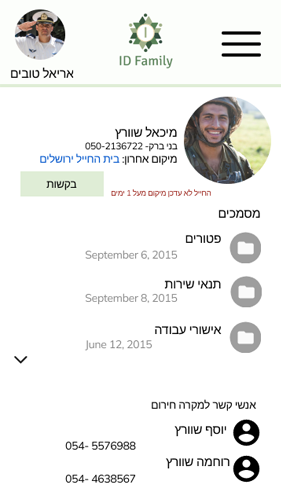 ID Family
אריאל טובים
מיכאל שוורץ
בני ברק- 050-2136722
מיקום אחרון: בית החייל ירושלים
בקשות
החייל לא עדכן מיקום מעל 1 ימים
מסמכים
פטורים
September 6, 2015
תנאי שירות
September 8, 2015
אישורי עבודה
June 12, 2015
אנשי קשר למקרה חירום
יוסף שוורץ
054- 5576988
רוחמה שוורץ
054- 4638567